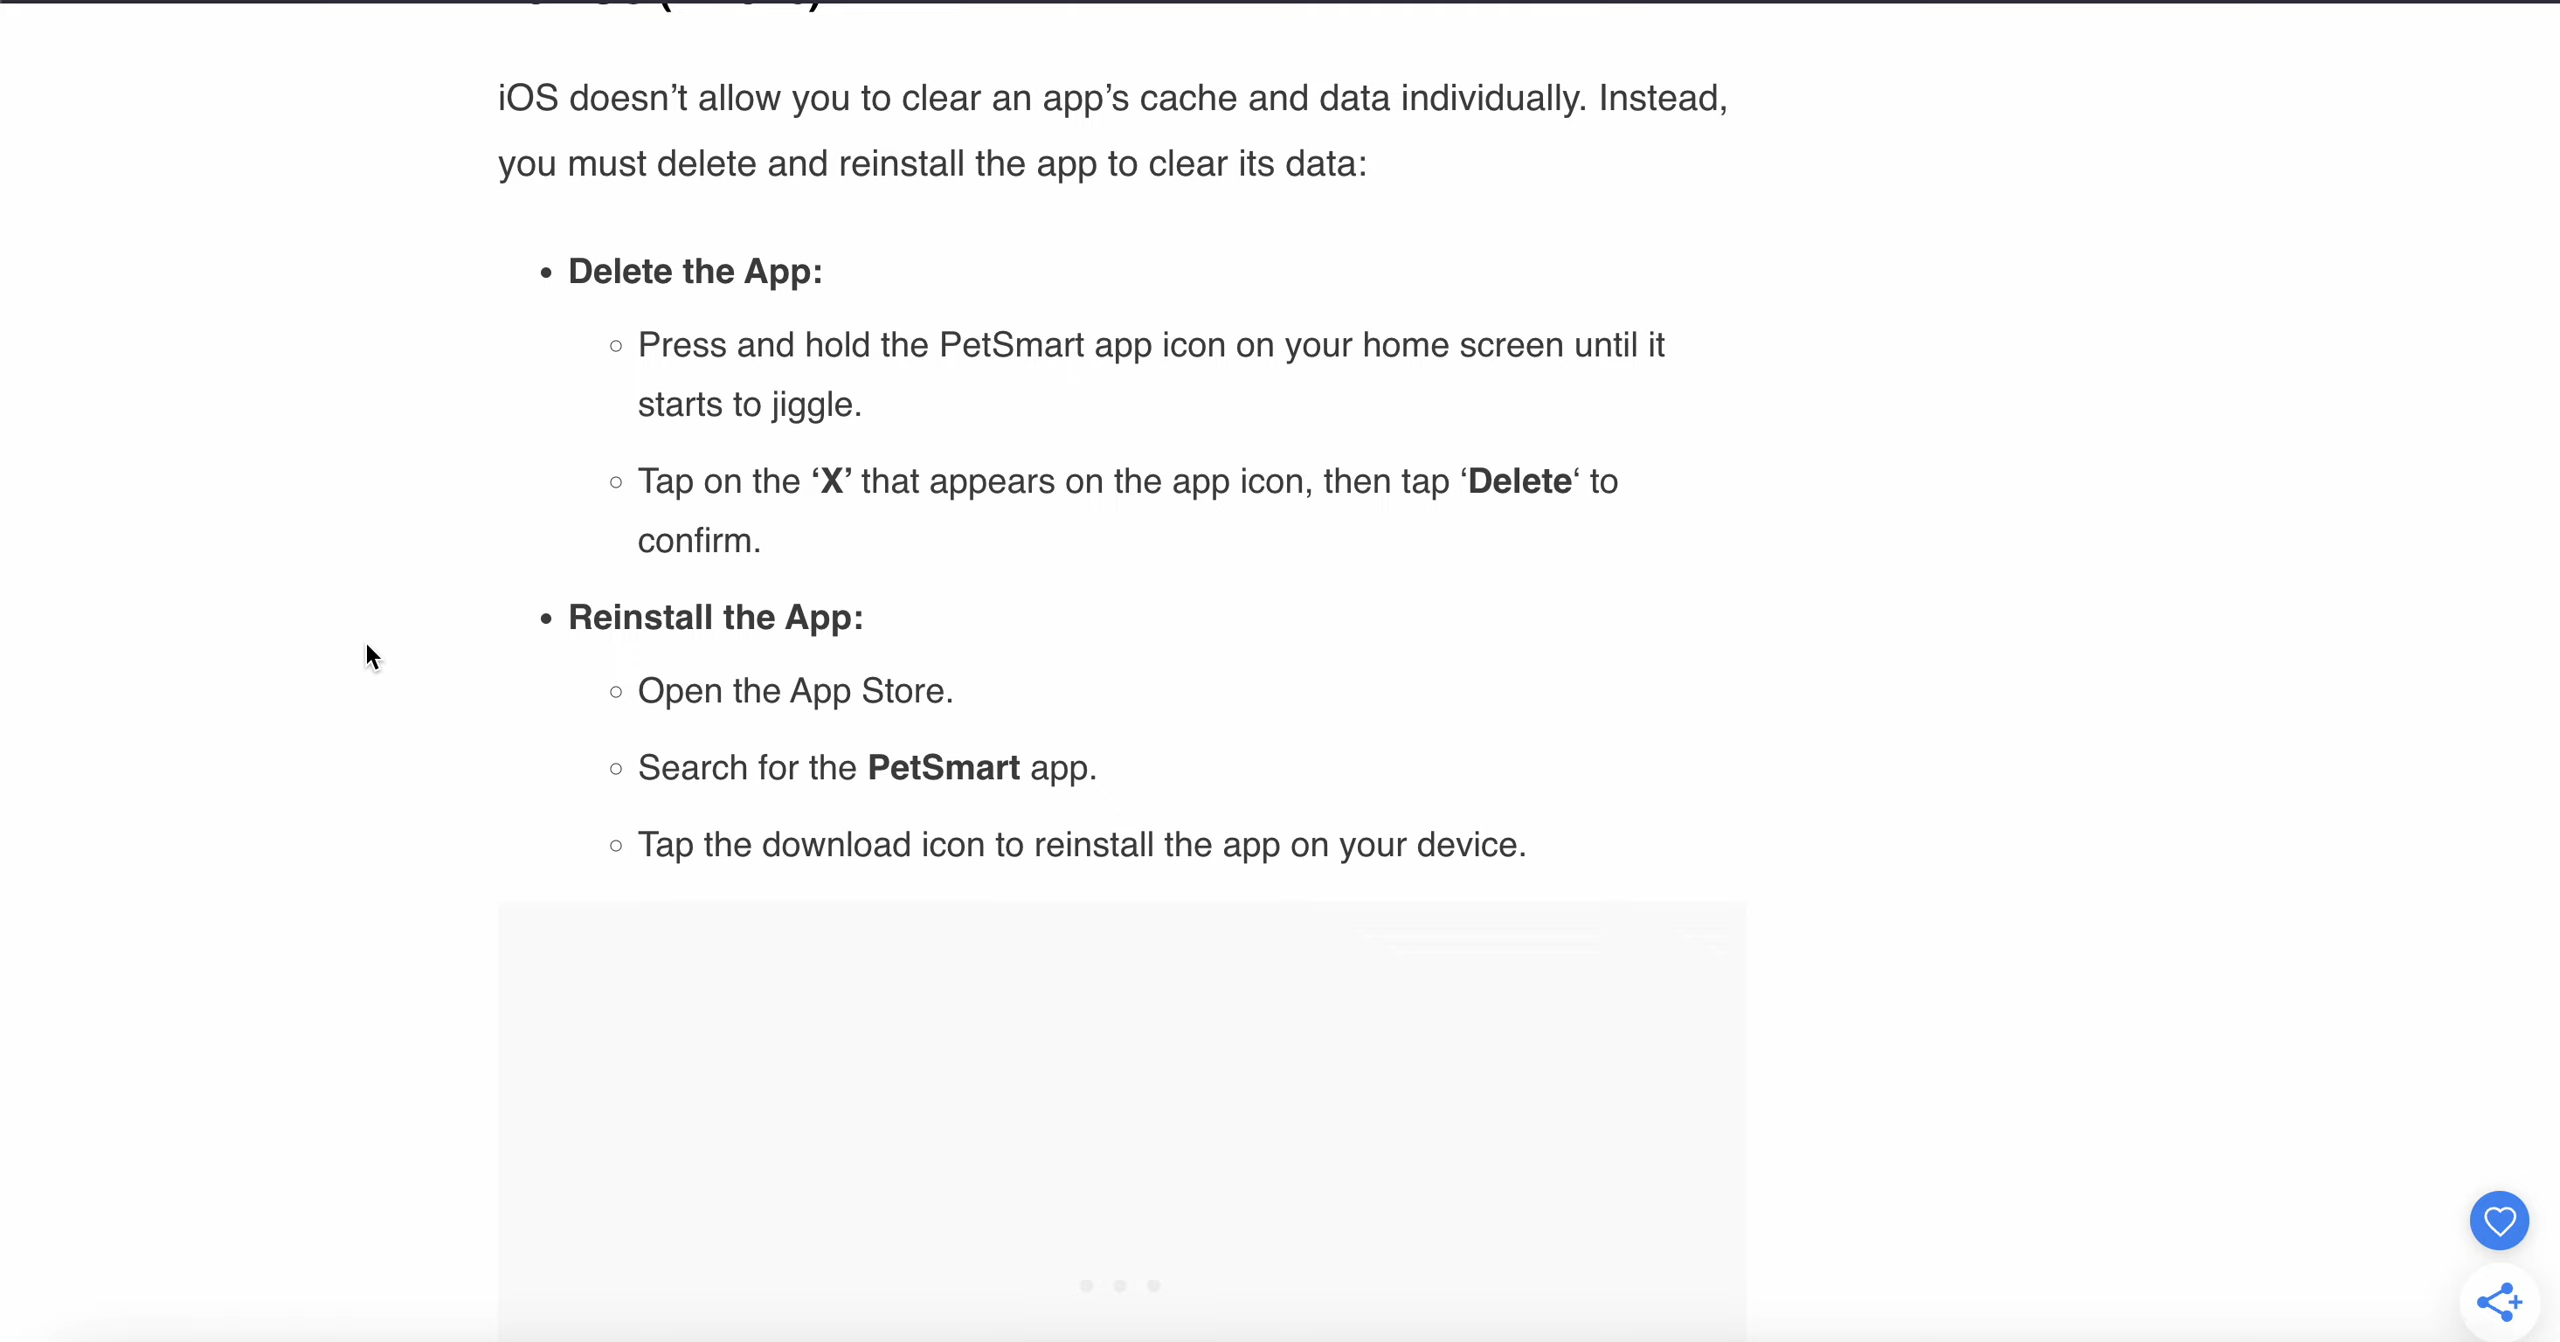 iOS doesn’t allow you to clear an app’s cache and data individually. Instead,
you must delete and reinstall the app to clear its data:
• Delete the App:
○ Press and hold the PetSmart app icon on your home screen until it
starts to jiggle.
○ Tap on the ‘X’ that appears on the app icon, then tap ‘Delete‘ to
confirm.
• Reinstall the App:
○ Open the App Store.
○ Search for the PetSmart app.
○ Tap the download icon to reinstall the app on your device.